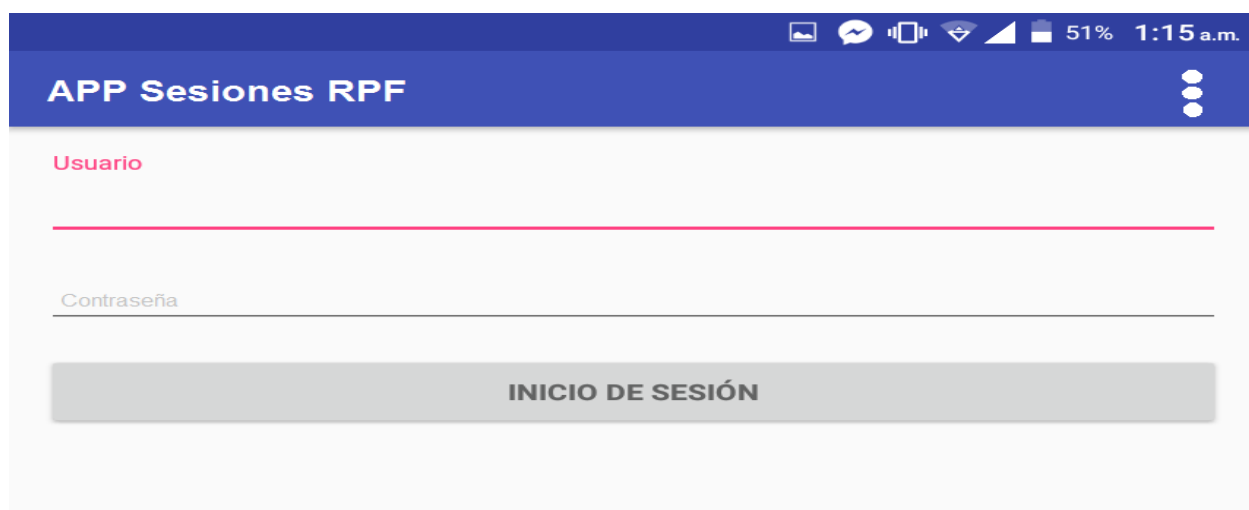 51% 1:15 a.m.
APP Sesiones RPF
Usuario
Contraseña
INICIO DE SESIÓN